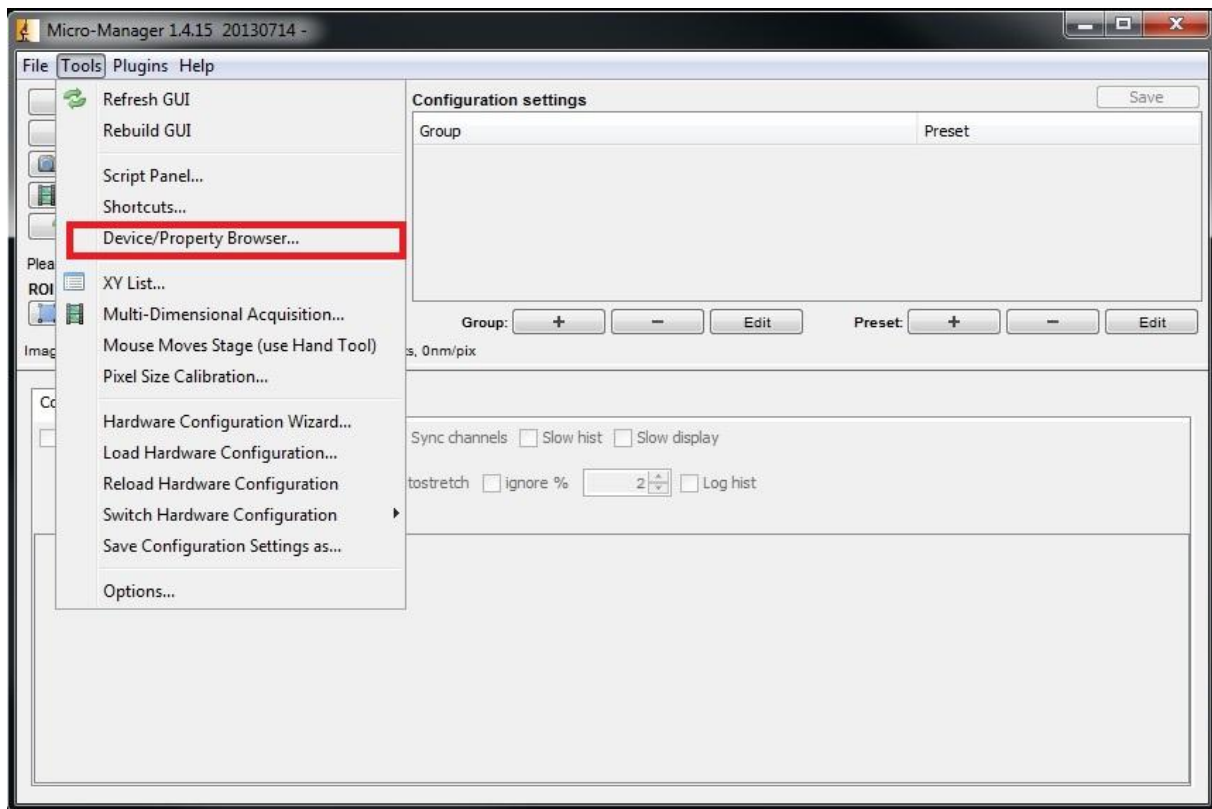 Micro-Manager 1.4.15 20130714 -
File Tools Plugins Help
Refresh GUI
Rebuild GUI
Script Panel...
Shortcuts...
Device/Property Browser...
XY List...
Multi-Dimensional Acquisition...
Mouse Moves Stage (use Hand Tool)
Pixel Size Calibration...
Hardware Configuration Wizard...
Load Hardware Configuration...
Reload Hardware Configuration
Switch Hardware Configuration
Save Configuration Settings as...
Options...
Configuration settings Save
Group Preset
Plea
ROI
Group: + - Edit Preset: + - Edit
Imag s, 0nm/pix
Co
Sync channels Slow hist Slow display
tostretch ignore % 2 Log hist